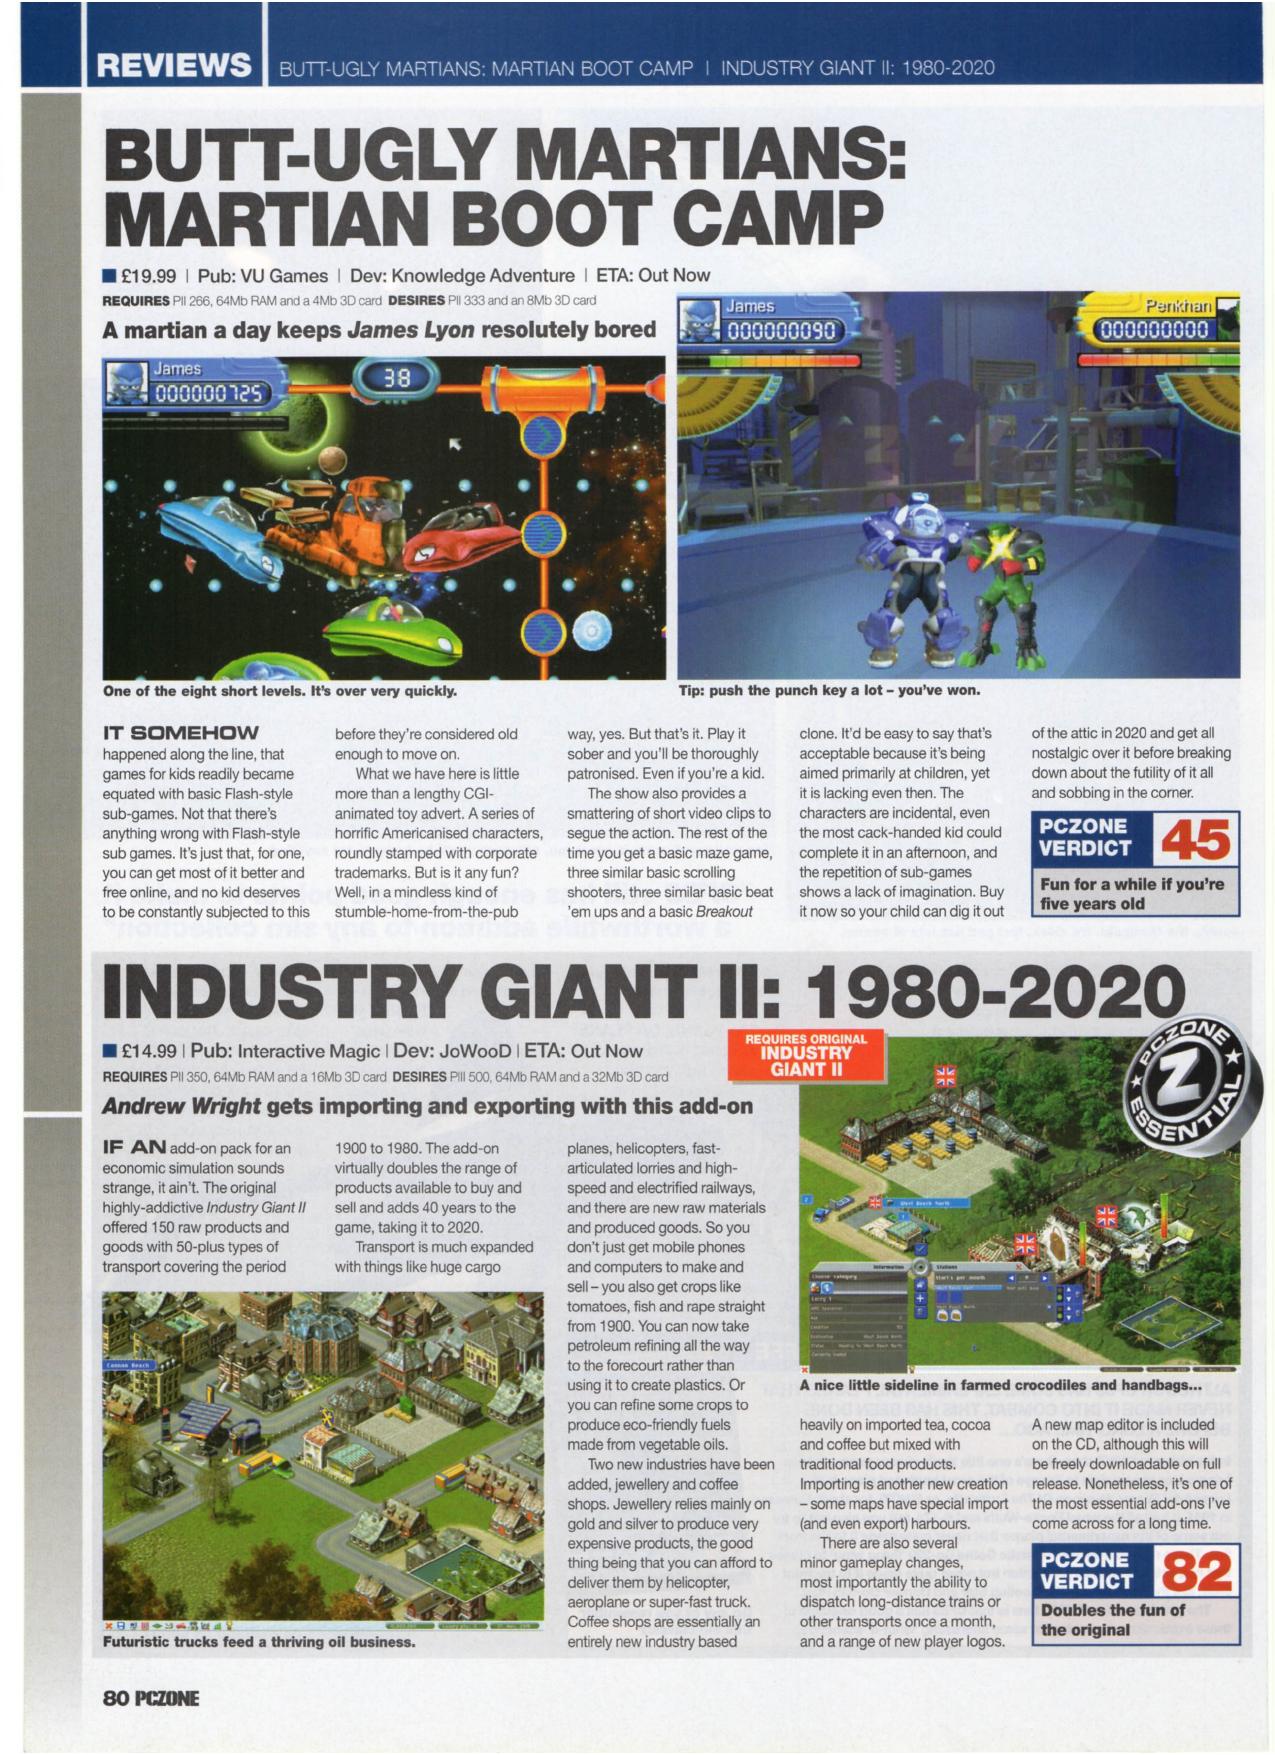 REVIEWS
BUTT-UGLY MARTIANS: MARTIAN BOOT CAMP | INDUSTRY GIANT II: 1980-2020
BUTT-UGLY MARTIANS:
MARTIAN BOOT CAMP
£19.99 | Pub: VU Games | Dev: Knowledge Adventure | ETA: Out Now
REQUIRES PII 266, 64Mb RAM and a 4Mb 3D card DESIRES PII 333 and an 8Mb 3D card
A martian a day keeps James Lyon resolutely bored
James
000000725
38
James
000000090
Penkhan
000000000
One of the eight short levels. It's over very quickly.
Tip: push the punch key a lot – you've won.
IT SOMEHOW
happened along the line, that
games for kids readily became
equated with basic Flash-style
sub-games. Not that there's
anything wrong with Flash-style
sub games. It's just that, for one,
you can get most of it better and
free online, and no kid deserves
to be constantly subjected to this
before they're considered old
enough to move on.
What we have here is little
more than a lengthy CGI-
animated toy advert. A series of
horrific Americanised characters,
roundly stamped with corporate
trademarks. But is it any fun?
Well, in a mindless kind of
stumble-home-from-the-pub
way, yes. But that's it. Play it
sober and you'll be thoroughly
patronised. Even if you're a kid.
The show also provides a
smattering of short video clips to
segue the action. The rest of the
time you get a basic maze game,
three similar basic scrolling
shooters, three similar basic beat
'em ups and a basic Breakout
clone. It'd be easy to say that's
acceptable because it's being
aimed primarily at children, yet
it is lacking even then. The
characters are incidental, even
the most cack-handed kid could
complete it in an afternoon, and
the repetition of sub-games
shows a lack of imagination. Buy
it now so your child can dig it out
of the attic in 2020 and get all
nostalgic over it before breaking
down about the futility of it all
and sobbing in the corner.
PCZONE
VERDICT
45
Fun for a while if you're
five years old
INDUSTRY GIANT II: 1980-2020
£14.99 | Pub: Interactive Magic | Dev: JoWooD | ETA: Out Now
REQUIRES PII 350, 64Mb RAM and a 16Mb 3D card DESIRES PIII 500, 64Mb RAM and a 32Mb 3D card
Andrew Wright gets importing and exporting with this add-on
REQUIRES ORIGINAL
INDUSTRY
GIANT II
PCZONE
Z
ESSENTIAL
IF AN add-on pack for an
economic simulation sounds
strange, it ain't. The original
highly-addictive Industry Giant II
offered 150 raw products and
goods with 50-plus types of
transport covering the period
1900 to 1980. The add-on
virtually doubles the range of
products available to buy and
sell and adds 40 years to the
game, taking it to 2020.
Transport is much expanded
with things like huge cargo
Cannon Beach
Futuristic trucks feed a thriving oil business.
planes, helicopters, fast-
articulated lorries and high-
speed and electrified railways,
and there are new raw materials
and produced goods. So you
don't just get mobile phones
and computers to make and
sell – you also get crops like
tomatoes, fish and rape straight
from 1900. You can now take
petroleum refining all the way
to the forecourt rather than
using it to create plastics. Or
you can refine some crops to
produce eco-friendly fuels
made from vegetable oils.
Two new industries have been
added, jewellery and coffee
shops. Jewellery relies mainly on
gold and silver to produce very
expensive products, the good
thing being that you can afford to
deliver them by helicopter,
aeroplane or super-fast truck.
Coffee shops are essentially an
entirely new industry based
West Beach North
Information
Stations
Choose category
A nice little sideline in farmed crocodiles and handbags...
heavily on imported tea, cocoa
and coffee but mixed with
traditional food products.
Importing is another new creation
– some maps have special import
(and even export) harbours.
There are also several
minor gameplay changes,
most importantly the ability to
dispatch long-distance trains or
other transports once a month,
and a range of new player logos.
A new map editor is included
on the CD, although this will
be freely downloadable on full
release. Nonetheless, it's one of
the most essential add-ons I've
come across for a long time.
PCZONE
VERDICT
82
Doubles the fun of
the original
80 PCZONE